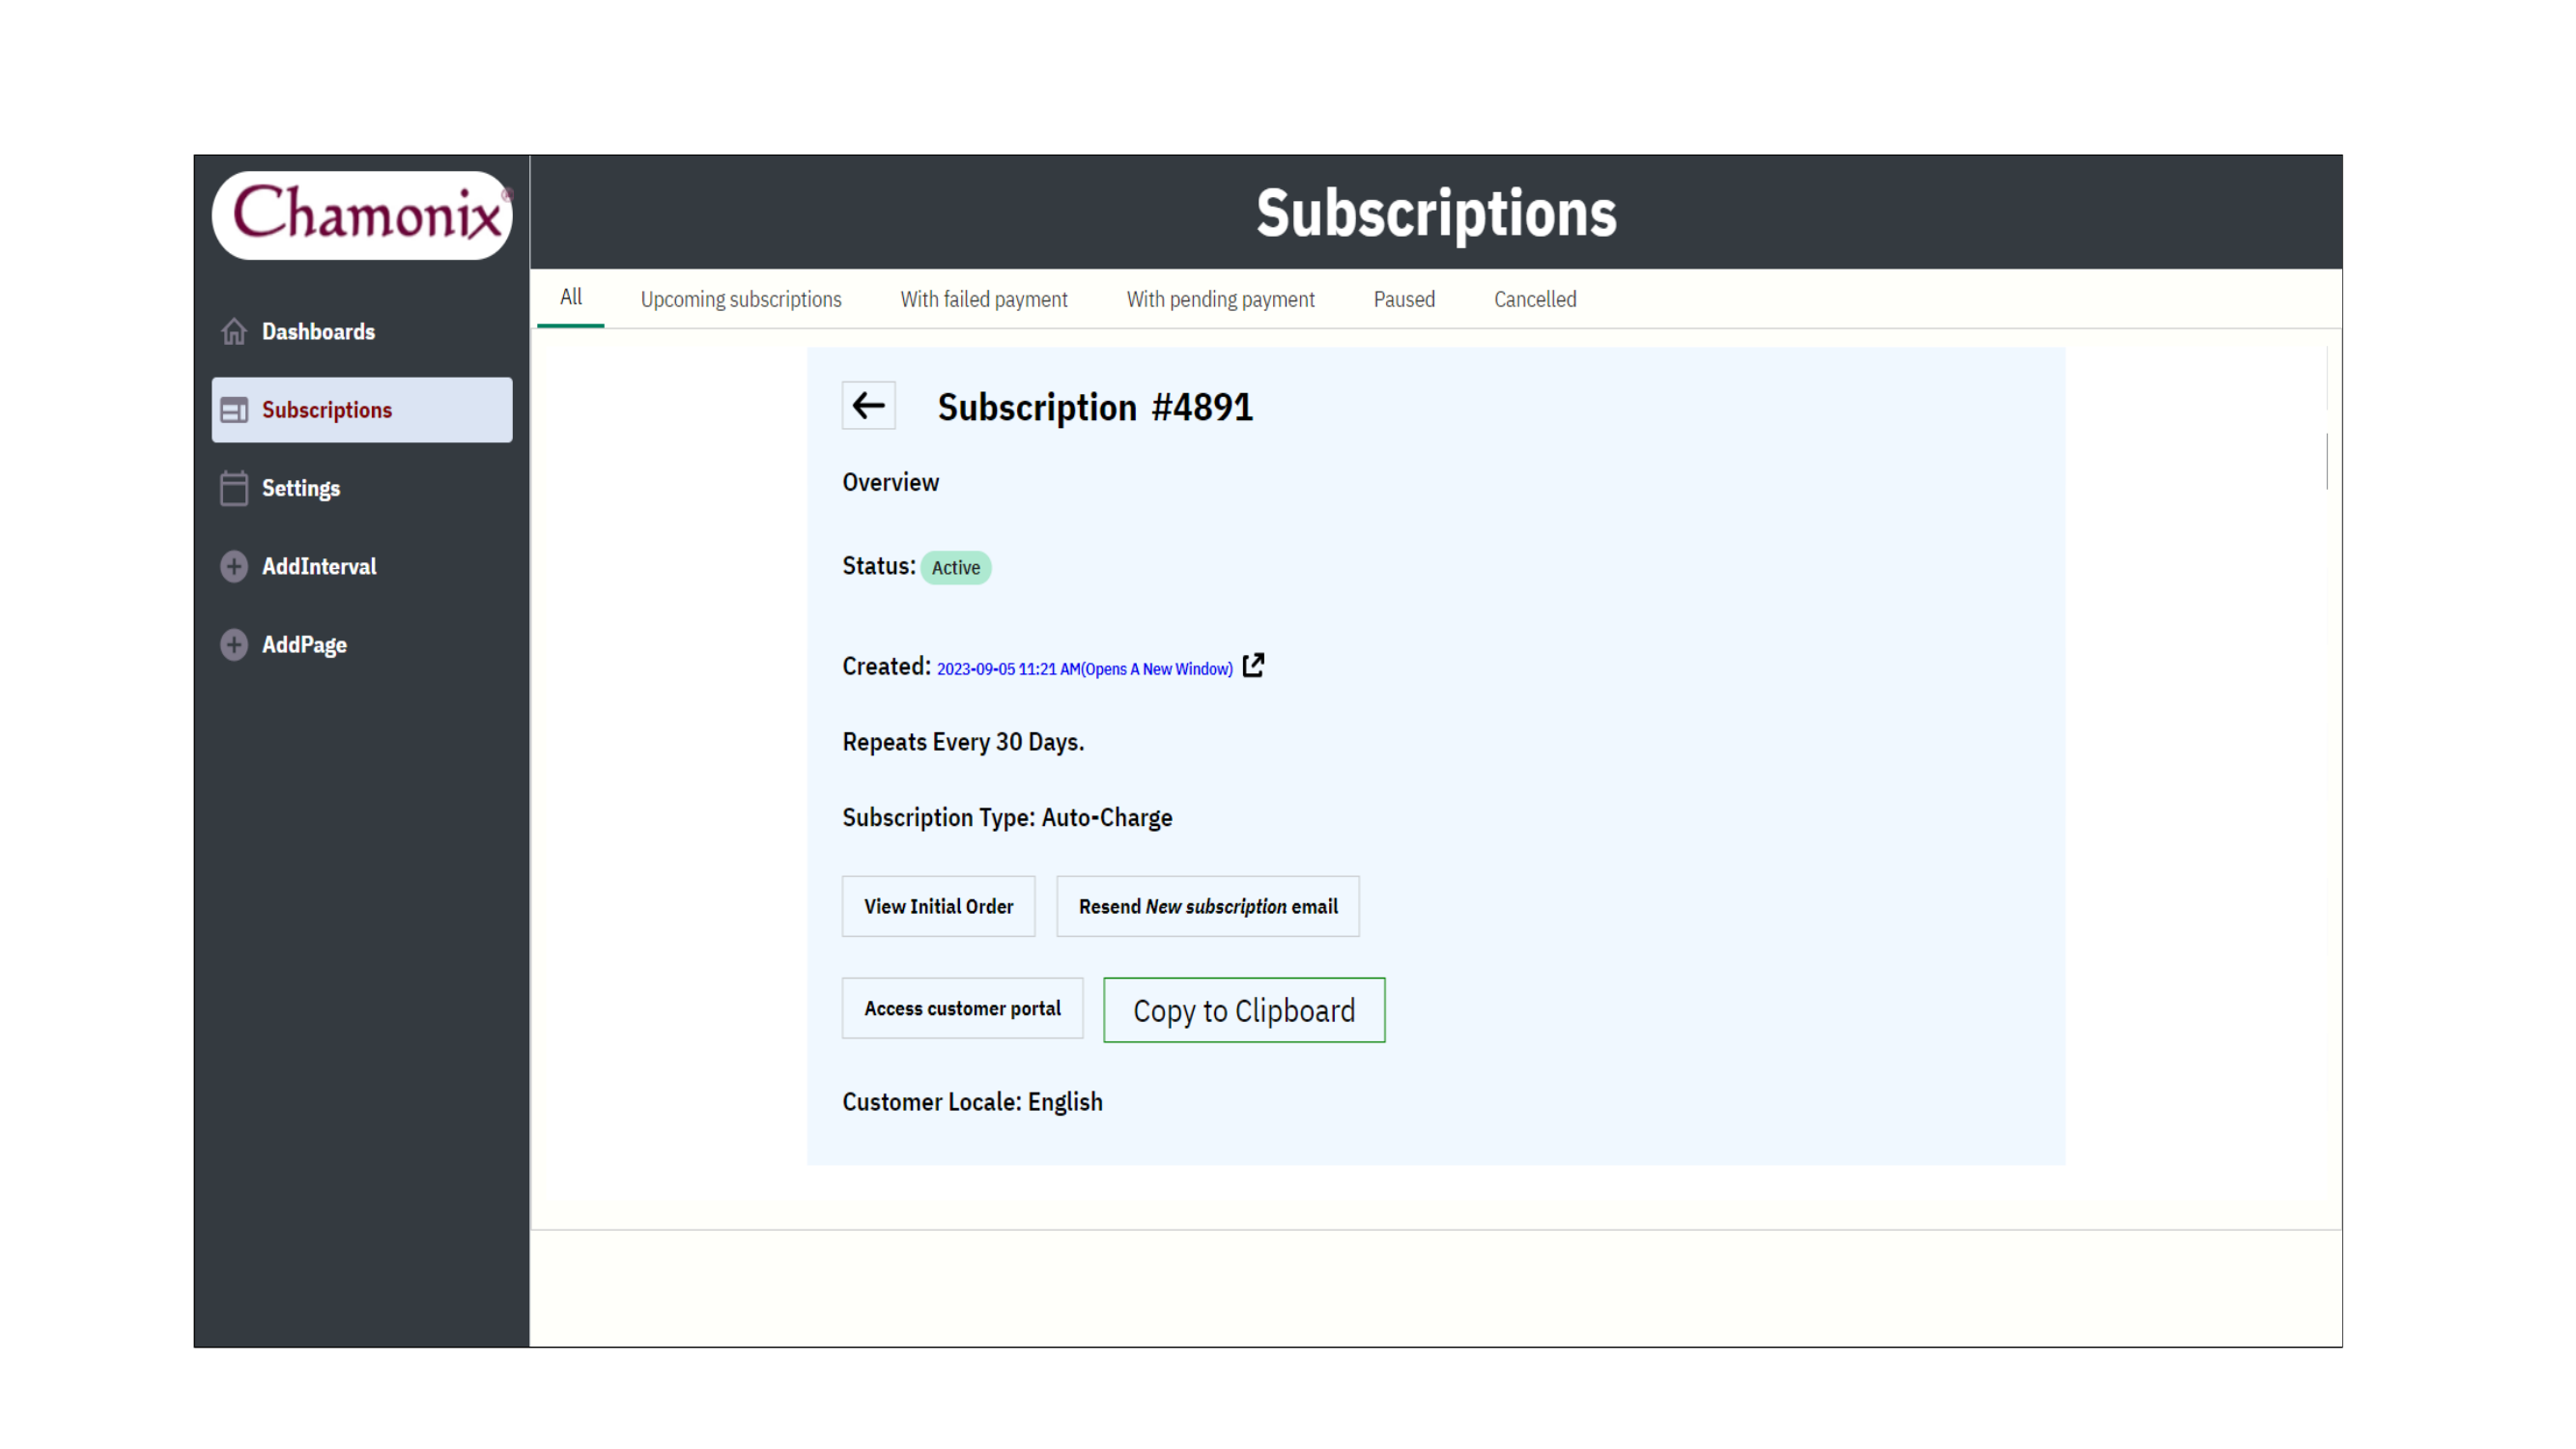 Chamonix®
Subscriptions
Dashboards
Subscriptions
Settings
AddInterval
AddPage
All Upcoming subscriptions With failed payment With pending payment Paused Cancelled
Subscription #4891
Overview
Status: Active
Created: 2023-09-05 11:21 AM(Opens A New Window)
Repeats Every 30 Days.
Subscription Type: Auto-Charge
View Initial Order Resend New subscription email
Access customer portal Copy to Clipboard
Customer Locale: English